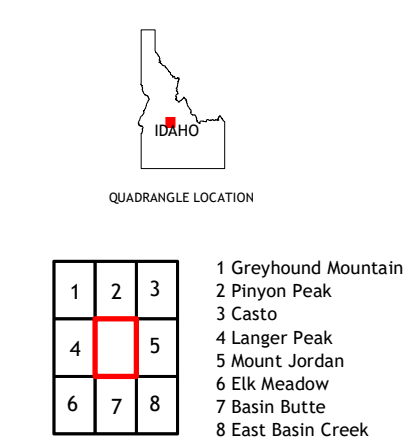 IDAHO
QUADRANGLE LOCATION
1 2 3
4 5
6 7 8
1 Greyhound Mountain
2 Pinyon Peak
3 Casto
4 Langer Peak
5 Mount Jordan
6 Elk Meadow
7 Basin Butte
8 East Basin Creek